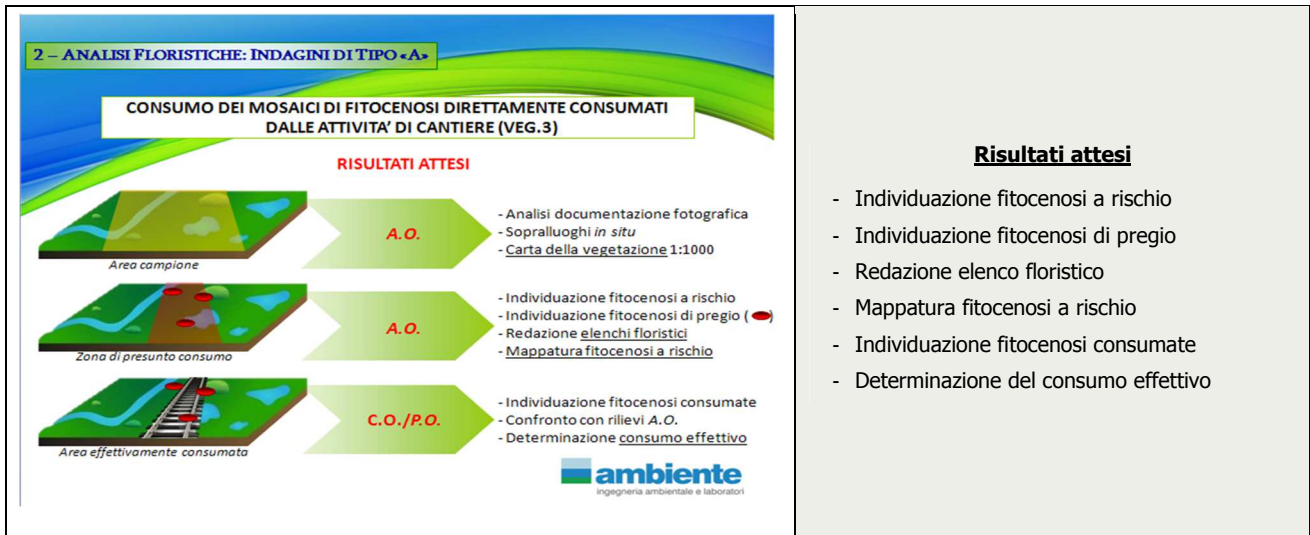 2 – ANALISI FLORISTICHE: INDAGINI DI TIPO «A»
CONSUMO DEI MOSAICI DI FITOCENOSI DIRETTAMENTE CONSUMATI
DALLE ATTIVITA’ DI CANTIERE (VEG.3)
RISULTATI ATTESI
Area campione
A.O.
- Analisi documentazione fotografica
- Sopralluoghi in situ
- Carta della vegetazione 1:1000
Zona di presunto consumo
A.O.
- Individuazione fitocenosi a rischio
- Individuazione fitocenosi di pregio ( )
- Redazione elenchi floristici
- Mappatura fitocenosi a rischio
Area effettivamente consumata
C.O./P.O.
- Individuazione fitocenosi consumate
- Confronto con rilievi A.O.
- Determinazione consumo effettivo
ambiente
ingegneria ambientale e laboratori
Risultati attesi
- Individuazione fitocenosi a rischio
- Individuazione fitocenosi di pregio
- Redazione elenco floristico
- Mappatura fitocenosi a rischio
- Individuazione fitocenosi consumate
- Determinazione del consumo effettivo